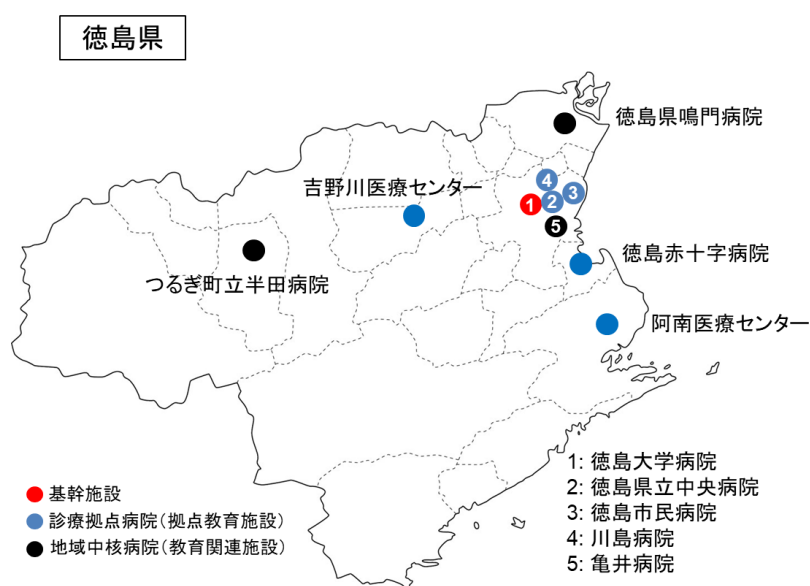 徳島県
徳島県鳴門病院
吉野川医療センター
4
3
1
2
5
徳島赤十字病院
つるぎ町立半田病院
阿南医療センター
1: 徳島大学病院
2: 徳島県立中央病院
3: 徳島市民病院
4: 川島病院
5: 亀井病院
基幹施設
診療拠点病院(拠点教育施設)
地域中核病院(教育関連施設)